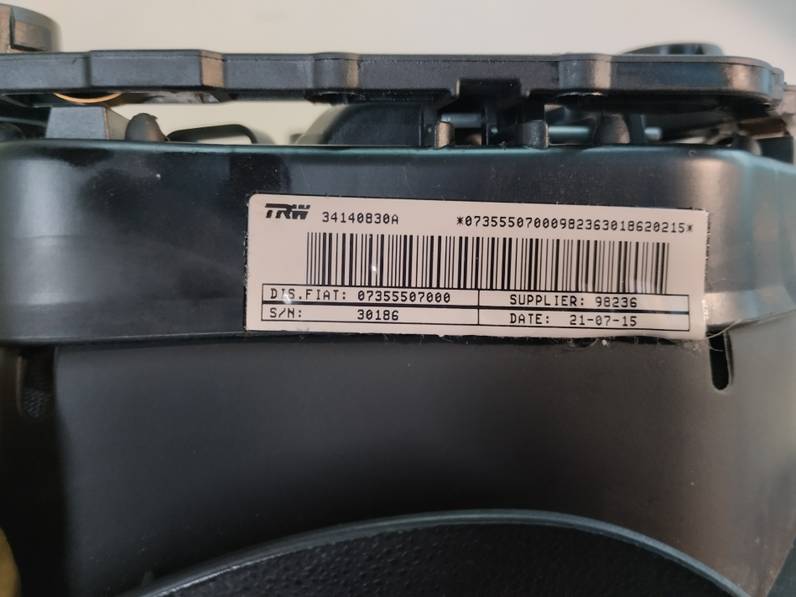 TRW 34140830A *07355507000982363018620215*
DIS.FIAT: 07355507000 SUPPLIER: 98236
S/N: 30186 DATE: 21-07-15